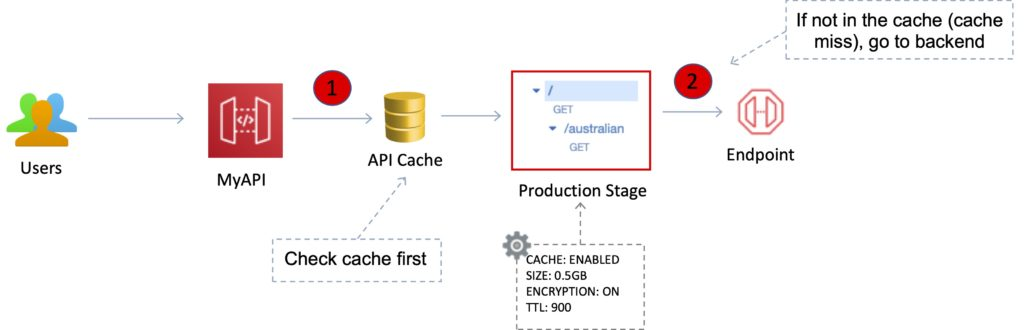 If not in the cache (cache
miss), go to backend
1
2
/
GET
/australian
GET
Users
MyAPI
API Cache
Production Stage
Endpoint
Check cache first
CACHE: ENABLED
SIZE: 0.5GB
ENCRYPTION: ON
TTL: 900